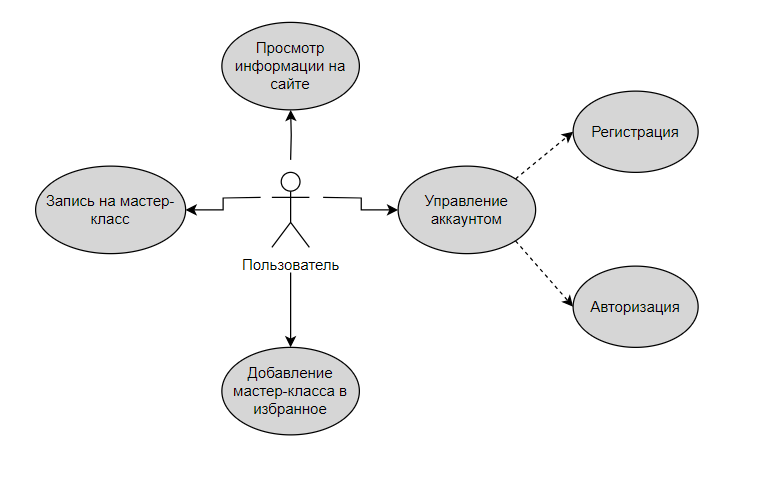 Просмотр
информации на
сайте
Регистрация
Запись на мастер-
класс
Управление
аккаунтом
Пользователь
Авторизация
Добавление
мастер-класса в
избранное